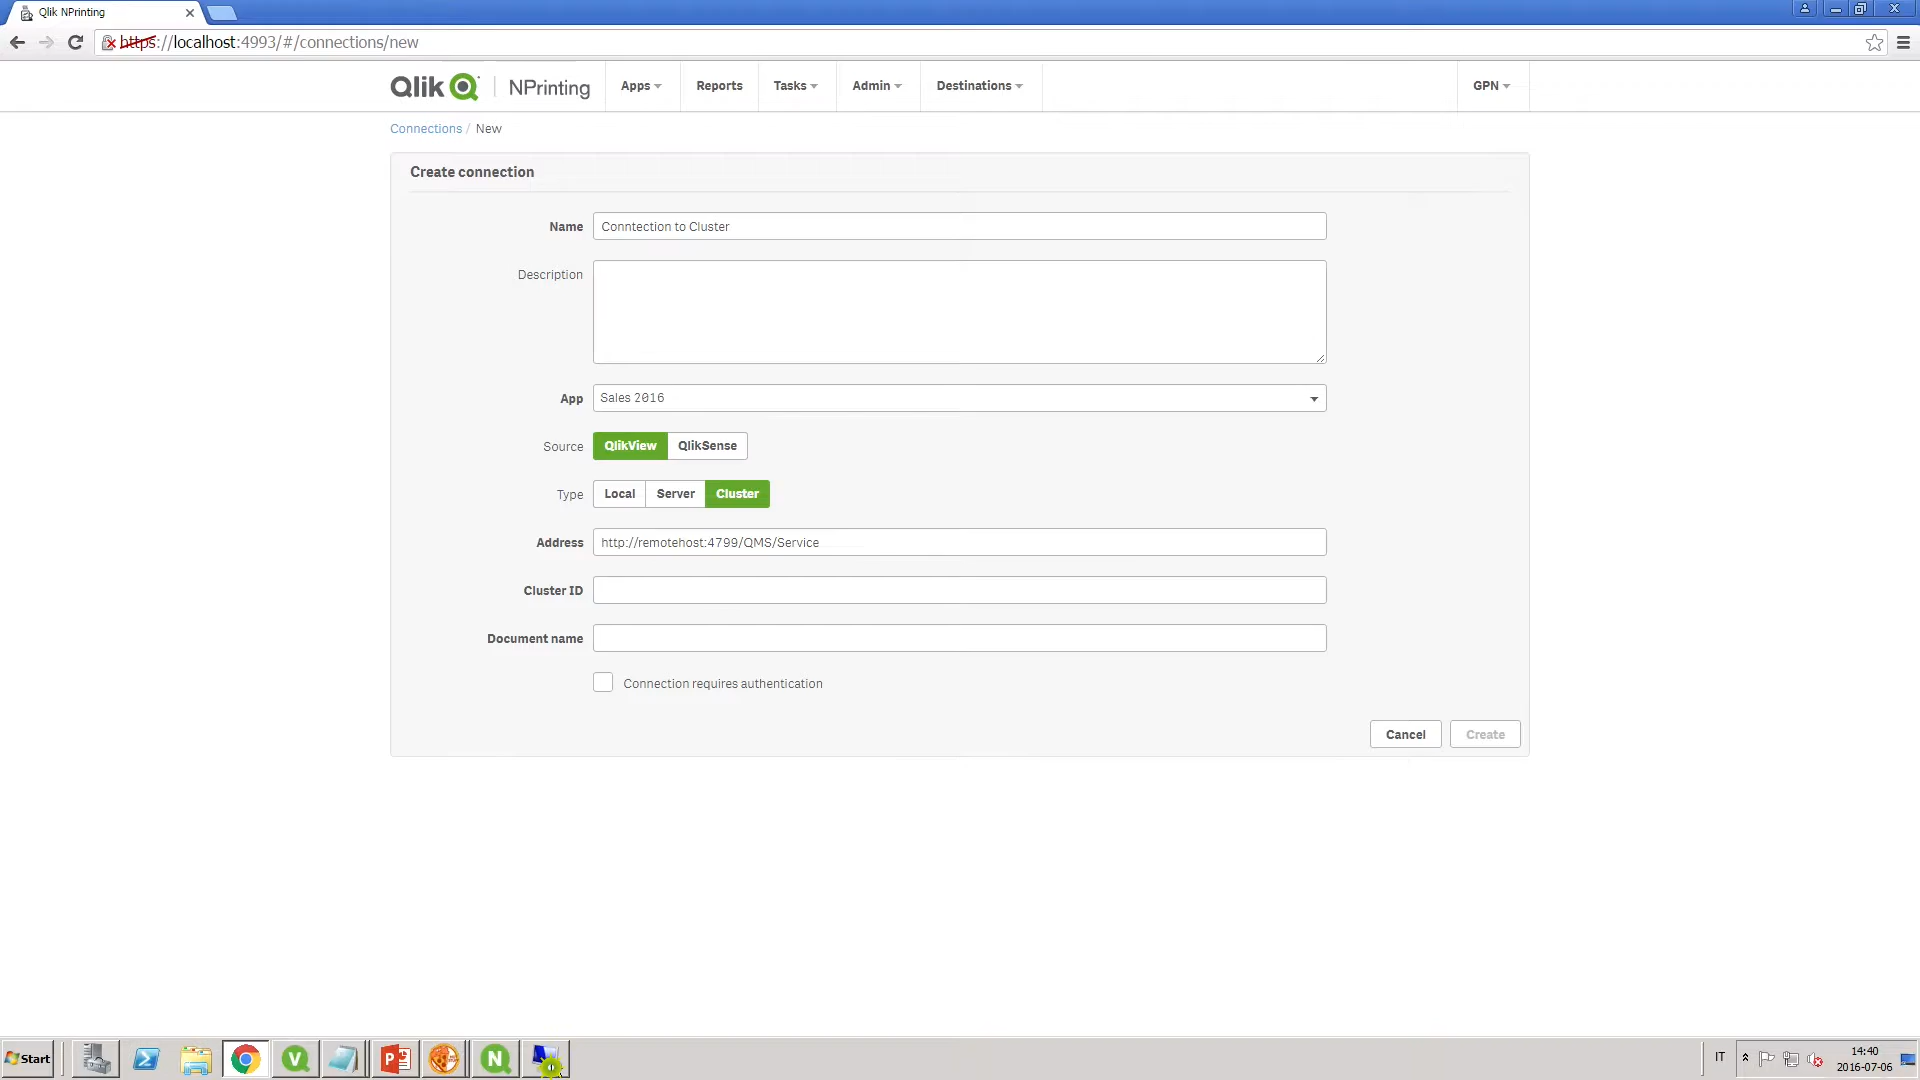 Qlik NPrinting
https://localhost:4993/#/connections/new
Qlik NPrinting Apps Reports Tasks Admin Destinations GPN
Connections / New
Create connection
Name Conntection to Cluster
Description
App Sales 2016
Source QlikView QlikSense
Type Local Server Cluster
Address http://remotehost:4799/QMS/Service
Cluster ID
Document name
Connection requires authentication
Cancel Create
Start IT 14:40
2016-07-06